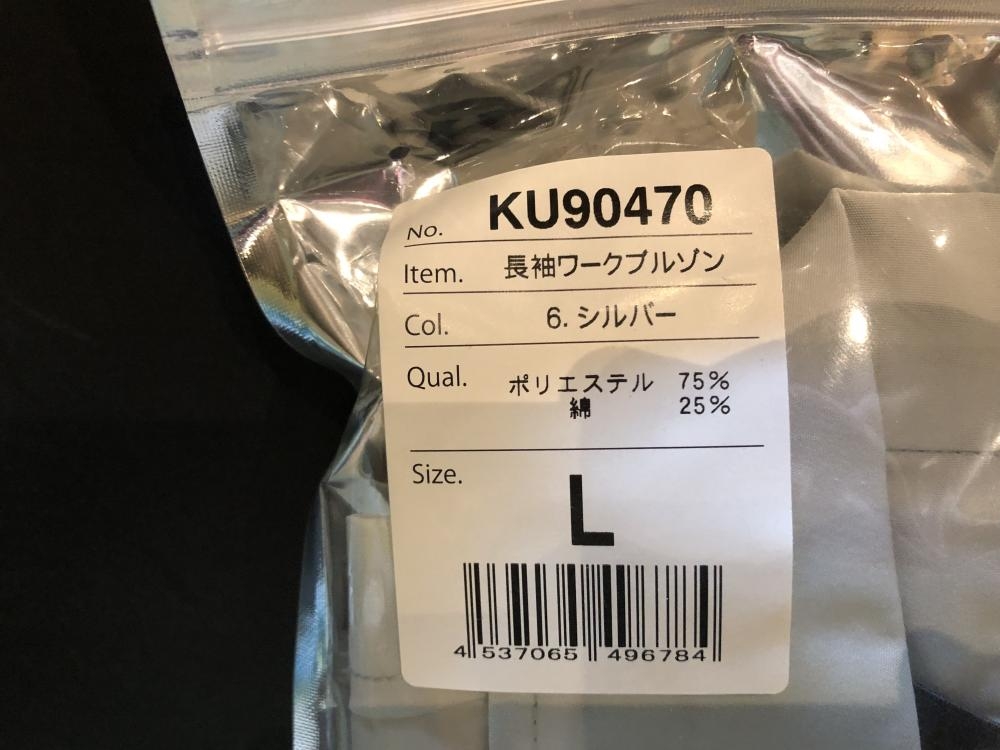 No. KU90470
Item. 長袖ワークブルゾン
Col. 6. シルバー
Qual. ポリエステル 75%
綿 25%
Size.
L
4 537065 496784